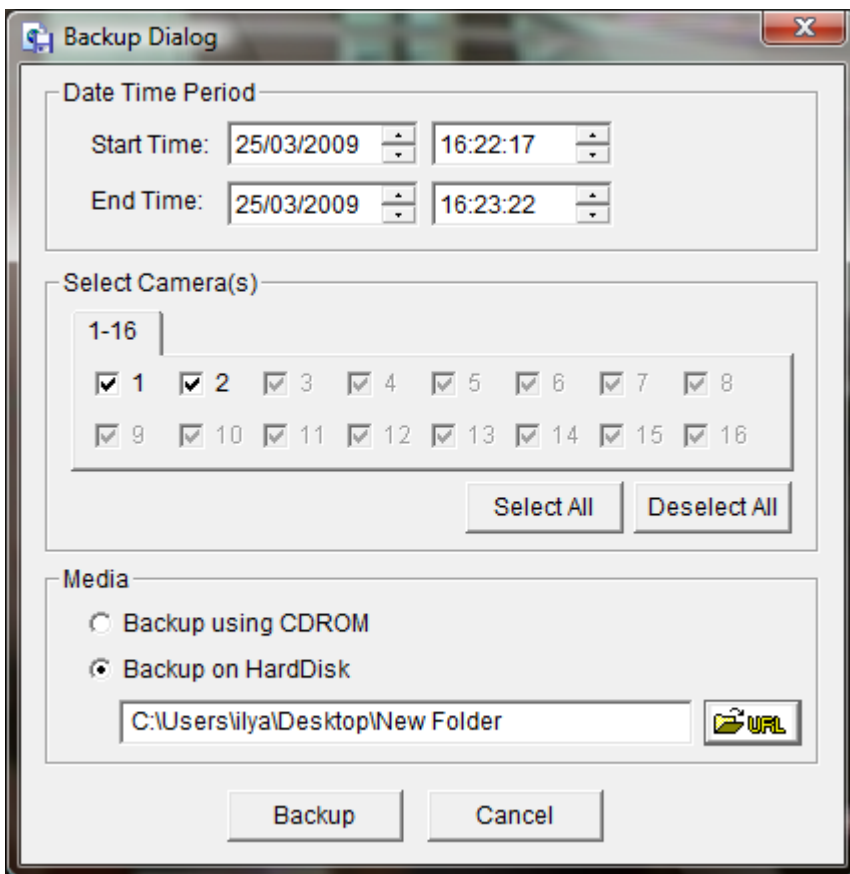 Backup Dialog
Date Time Period
Start Time: 25/03/2009 16:22:17
End Time: 25/03/2009 16:23:22
Select Camera(s)
1-16
1 2 3 4 5 6 7 8
9 10 11 12 13 14 15 16
Select All Deselect All
Media
Backup using CDROM
Backup on HardDisk
C:\Users\ilya\Desktop\New Folder URL
Backup Cancel